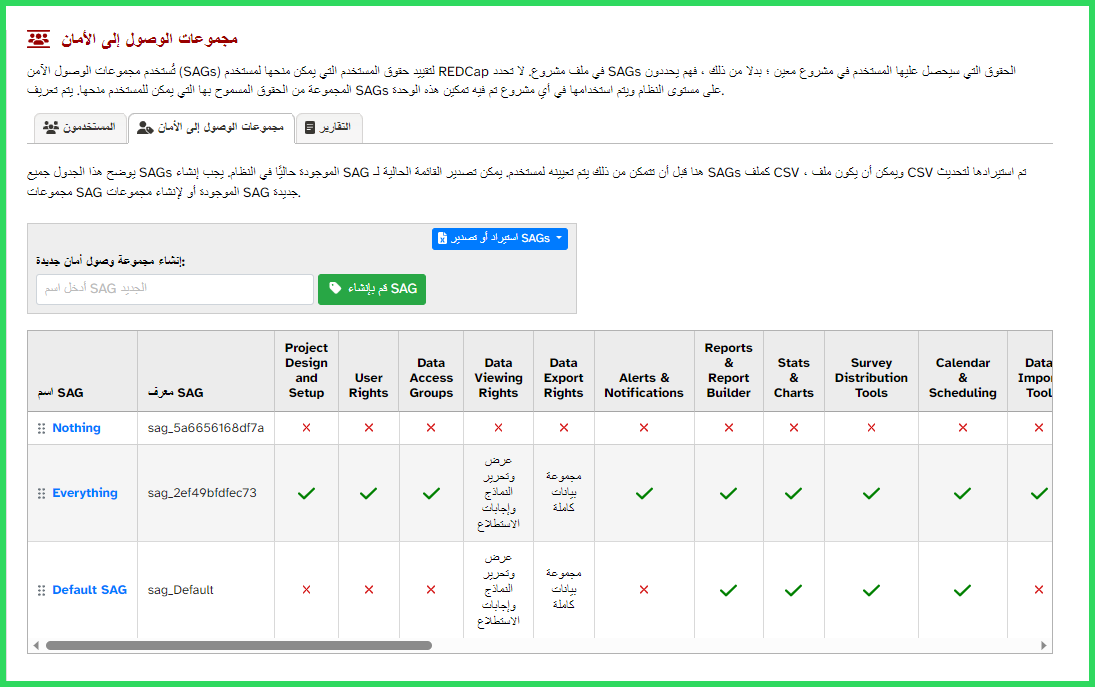 مجموعات الوصول إلى الأمان
تُستخدم مجموعات الوصول الآمن (SAGs) لتقييد حقوق المستخدم التي يمكن منحها لمستخدم REDCap في ملف مشروع. لا تحدد SAGs الحقوق التي سيحصل عليها المستخدم في مشروع معين ؛ بدلا من ذلك ، فهم يحددون
المجموعة من الحقوق المسموح بها التي يمكن للمستخدم منحها. يتم تعريف SAGs على مستوى النظام ويتم استخدامها في أي مشروع تم فيه تمكين هذه الوحدة.
المستخدمون
مجموعات الوصول إلى الأمان
التقارير
يوضح هذا الجدول جميع SAGs الموجودة حاليًا في النظام. يجب إنشاء SAG هنا قبل أن تتمكن من ذلك يتم تعيينه لمستخدم. يمكن تصدير القائمة الحالية لـ SAGs كملف CSV ، ويمكن أن يكون ملف CSV تم استيرادها لتحديث
مجموعات SAG الموجودة أو لإنشاء مجموعات SAG جديدة.
استيراد أو تصدير SAGs
إنشاء مجموعة وصول أمان جديدة:
أدخل اسم SAG الجديد
قم بإنشاء SAG
اسم SAG
معرف SAG
Project
Design
and
Setup
User
Rights
Data
Access
Groups
Data
Viewing
Rights
Data
Export
Rights
Alerts &
Notifications
Reports
&
Report
Builder
Stats
&
Charts
Survey
Distribution
Tools
Calendar
&
Scheduling
Data
Impor
Tool
Nothing
sag_5a6656168df7a
Everything
sag_2ef49bfdfec73
عرض
وتحرير
النماذج
وإجابات
الاستطلاع
مجموعة
بيانات
كاملة
Default SAG
sag_Default
عرض
وتحرير
النماذج
وإجابات
الاستطلاع
مجموعة
بيانات
كاملة